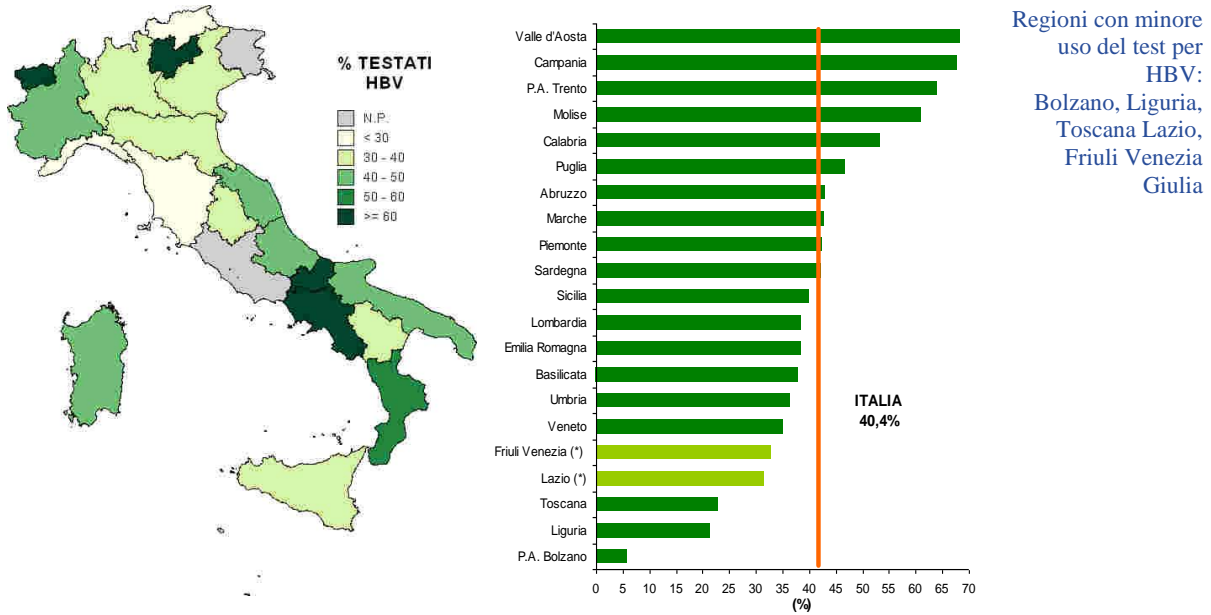 % TESTATI
HBV
N.P.
< 30
30 - 40
40 - 50
50 - 60
>= 60
Valle d'Aosta
Campania
P.A. Trento
Molise
Calabria
Puglia
Abruzzo
Marche
Piemonte
Sardegna
Sicilia
Lombardia
Emilia Romagna
Basilicata
Umbria
Veneto
Friuli Venezia (*)
Lazio (*)
Toscana
Liguria
P.A. Bolzano
ITALIA
40,4%
0 5 10 15 20 25 30 35 40 45 50 55 60 65 70
(%)
Regioni con minore
uso del test per
HBV:
Bolzano, Liguria,
Toscana Lazio,
Friuli Venezia
Giulia